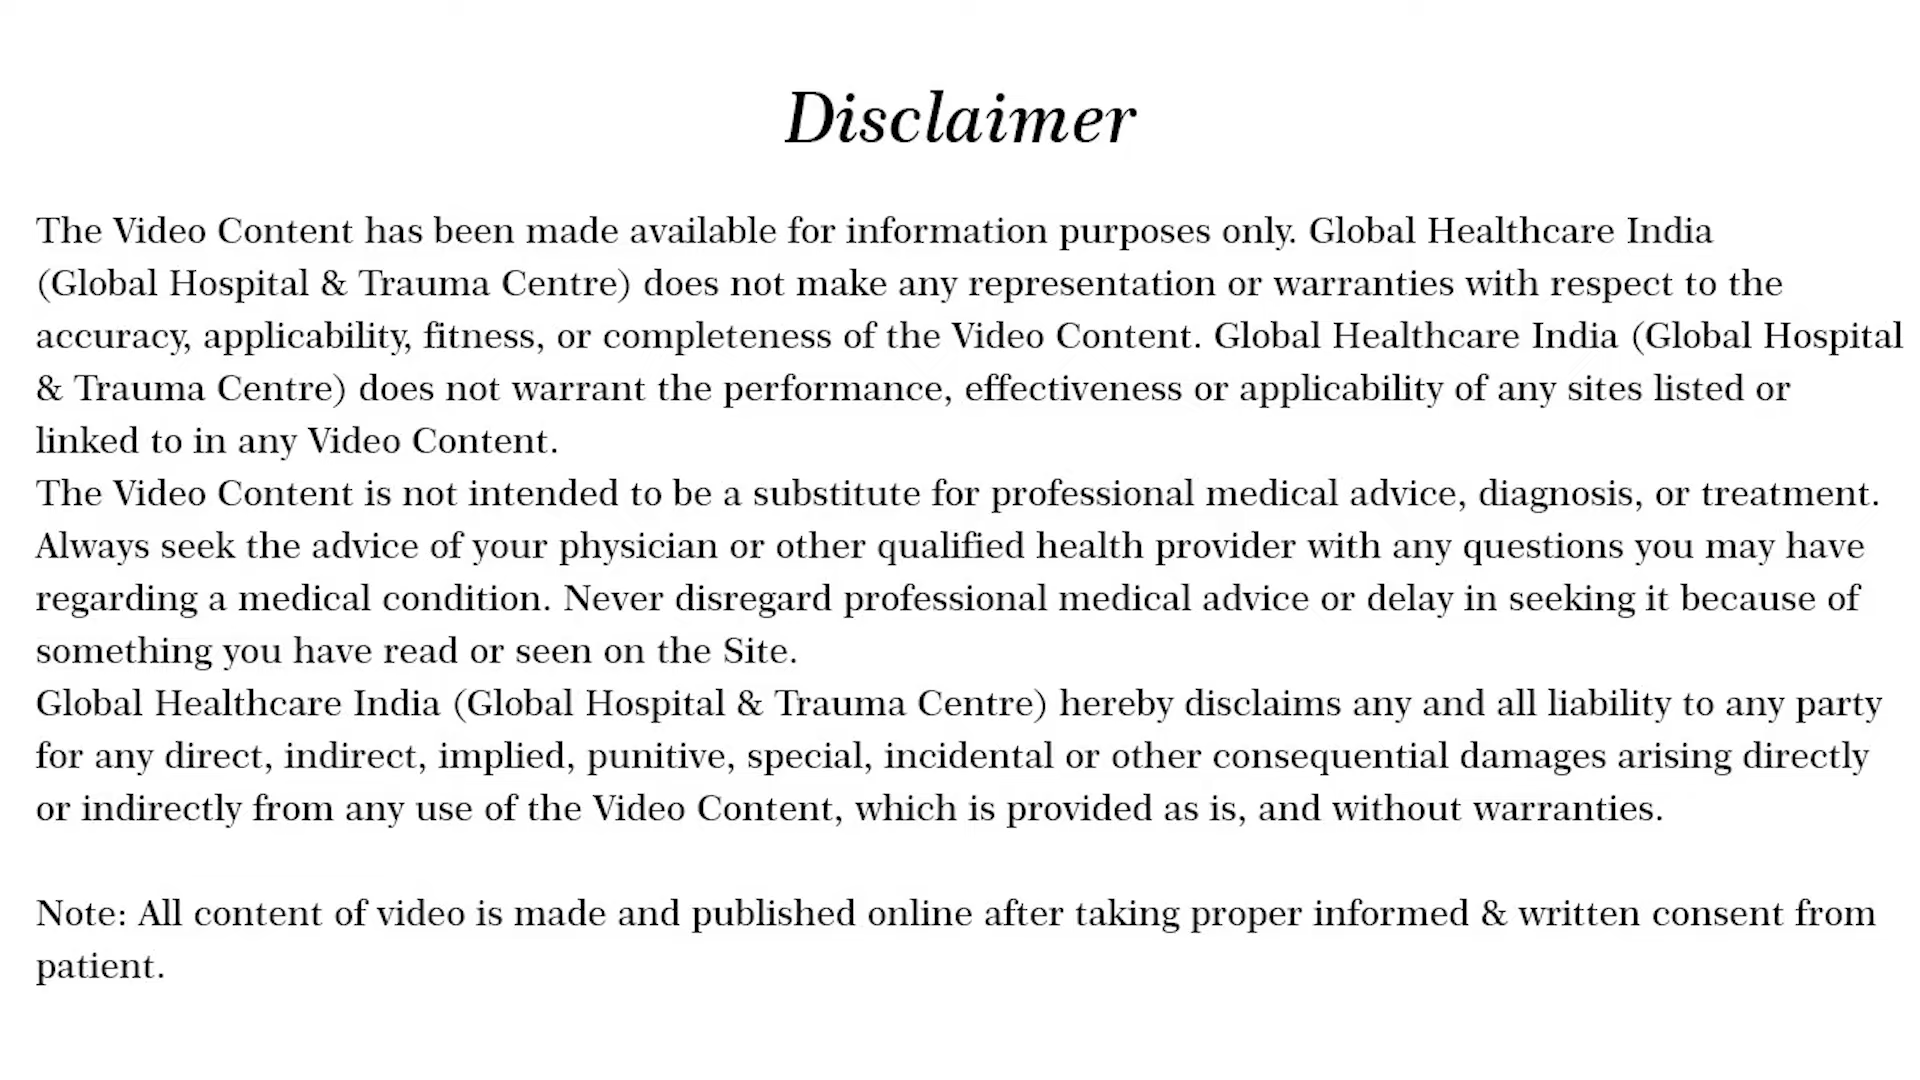 Disclaimer
The Video Content has been made available for information purposes only. Global Healthcare India
(Global Hospital & Trauma Centre) does not make any representation or warranties with respect to the
accuracy, applicability, fitness, or completeness of the Video Content. Global Healthcare India (Global Hospital
& Trauma Centre) does not warrant the performance, effectiveness or applicability of any sites listed or
linked to in any Video Content.
The Video Content is not intended to be a substitute for professional medical advice, diagnosis, or treatment.
Always seek the advice of your physician or other qualified health provider with any questions you may have
regarding a medical condition. Never disregard professional medical advice or delay in seeking it because of
something you have read or seen on the Site.
Global Healthcare India (Global Hospital & Trauma Centre) hereby disclaims any and all liability to any party
for any direct, indirect, implied, punitive, special, incidental or other consequential damages arising directly
or indirectly from any use of the Video Content, which is provided as is, and without warranties.
Note: All content of video is made and published online after taking proper informed & written consent from
patient.